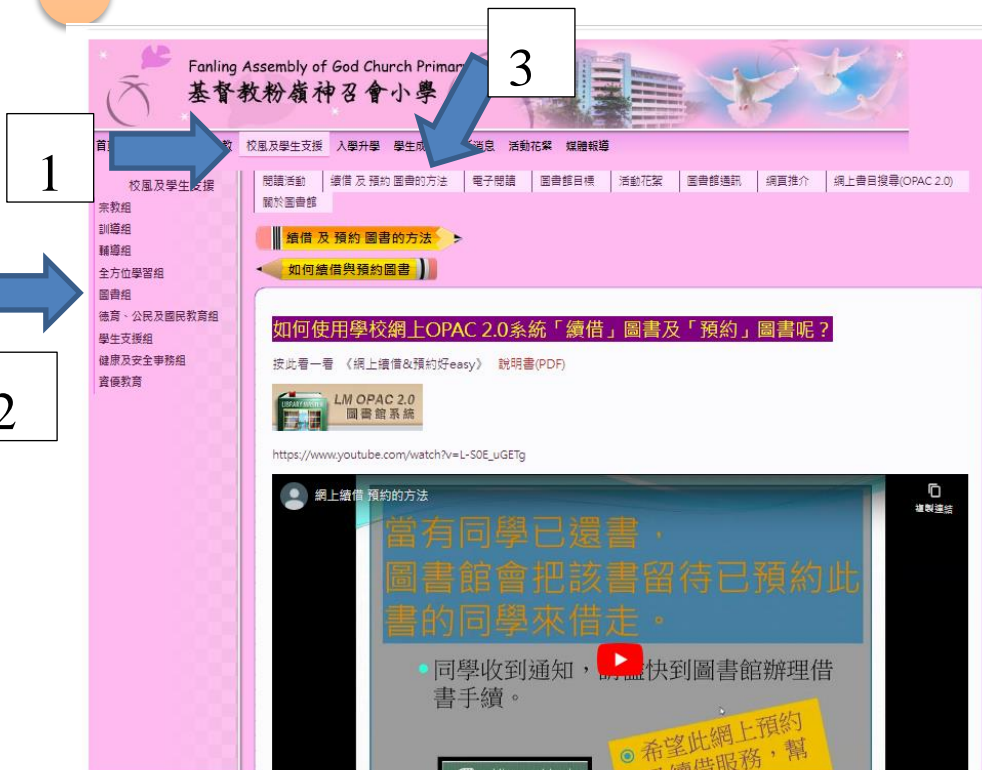 Fanling Assembly of God Church Primar
基督教粉嶺神召會小學
3
1
2
首
教
校風及學生支援
入學升學
學生成
消息
活動花絮
媒體報導
校風及學生支援
宗教組
訓導組
輔導組
全方位學習組
圖書組
德育、公民及國民教育組
學生支援組
健康及安全事務組
資優教育
閱讀活動
續借 及 預約 圖書的方法
電子閱讀
圖書館目標
活動花絮
圖書館通訊
網頁推介
網上書目搜尋(OPAC 2.0)
關於圖書館
續借 及 預約 圖書的方法
如何續借與預約圖書
如何使用學校網上OPAC 2.0系統「續借」圖書及「預約」圖書呢？
按此看一看 《網上續借&預約好easy》 說明書(PDF)
LIBRARY MASTER
LM OPAC 2.0
圖書館系統
https://www.youtube.com/watch?v=L-S0E_uGETg
網上續借 預約的方法
複製連結
當有同學已還書，
圖書館會把該書留待已預約此
書的同學來借走。
同學收到通知，
快到圖書館辦理借
書手續。
希望此網上預約
續借服務，幫